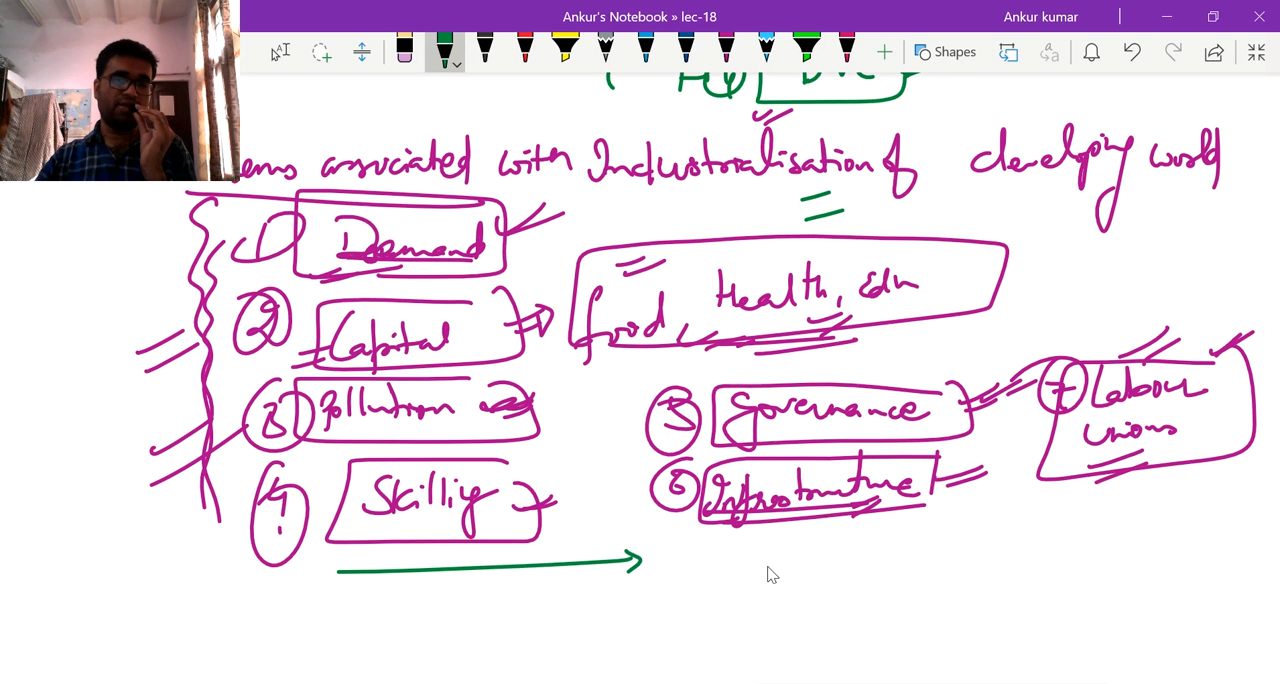 Ankur's Notebook » lec-18
Ankur kumar
Shapes
ems associated with Industrialisation of developing world
1) Demand
2 Capital
food, Health, Edn
3 Pollution
4 Skilling
5 Governance
6 Infrastructure
7 Labour
unions